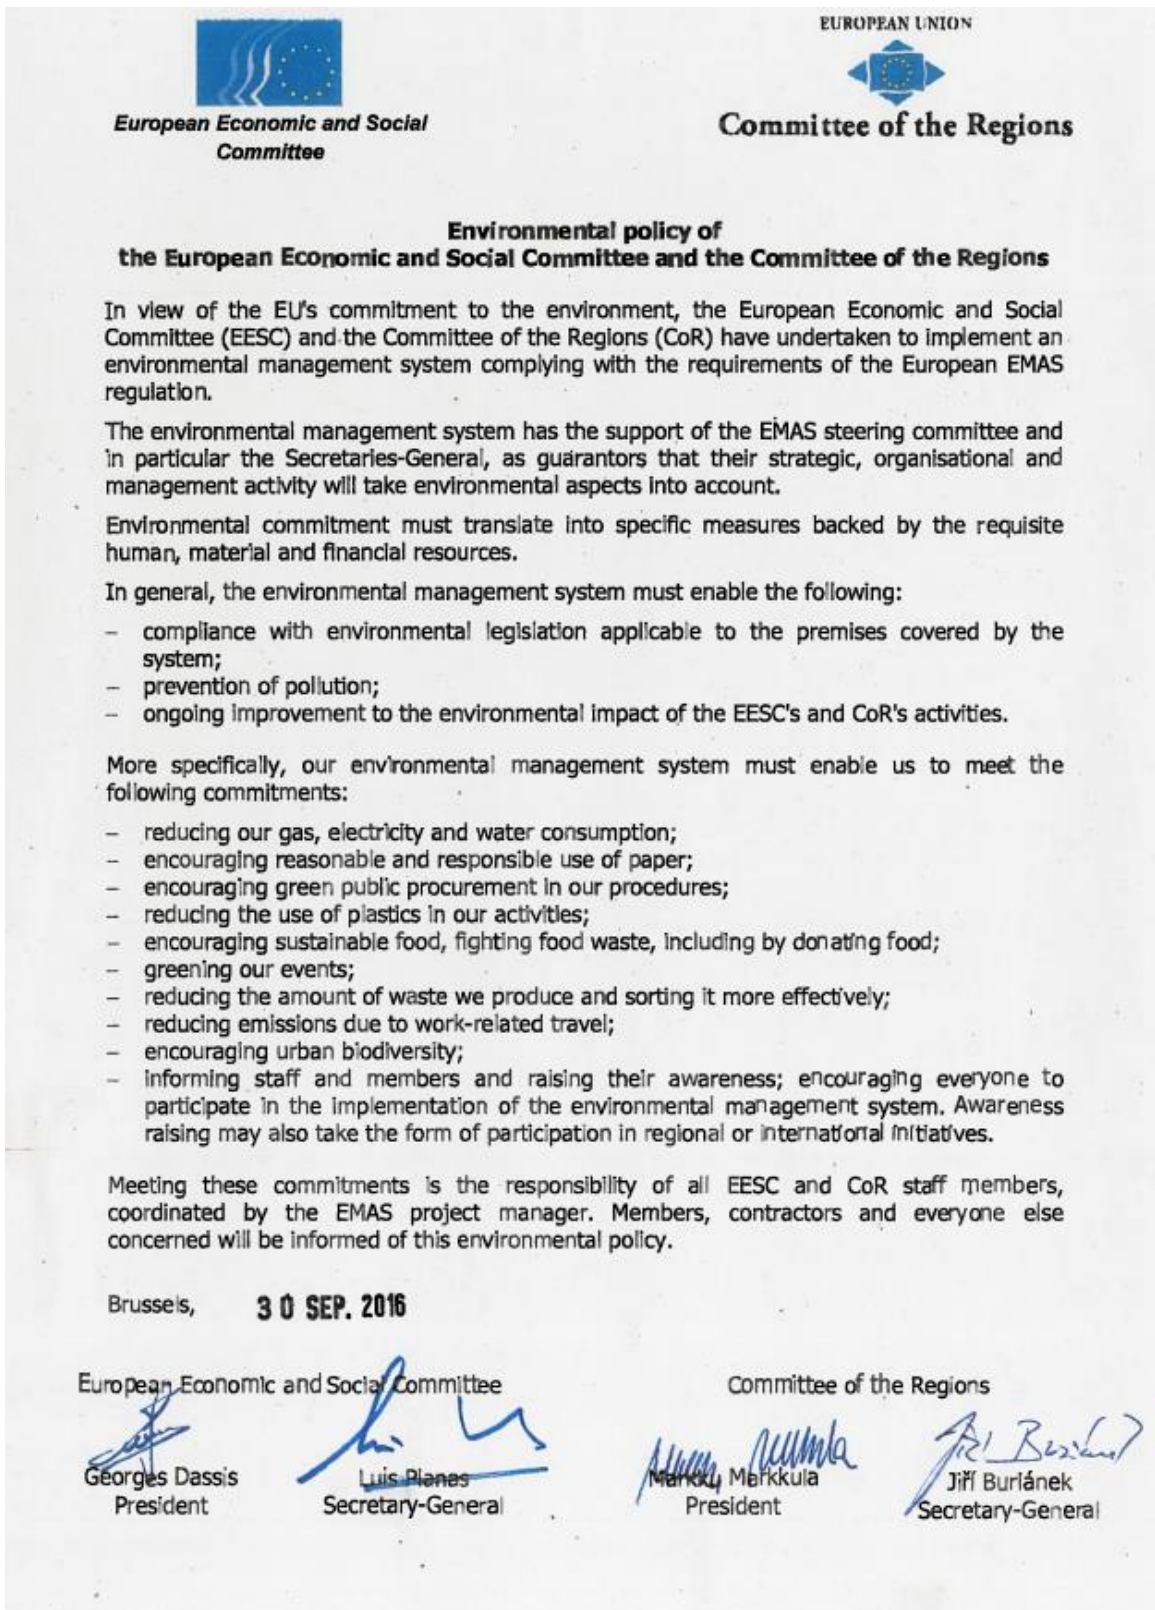 EUROPEAN UNION
European Economic and Social
Committee
Committee of the Regions
Environmental policy of
the European Economic and Social Committee and the Committee of the Regions
In view of the EU's commitment to the environment, the European Economic and Social
Committee (EESC) and the Committee of the Regions (CoR) have undertaken to implement an
environmental management system complying with the requirements of the European EMAS
regulation.
The environmental management system has the support of the EMAS steering committee and
in particular the Secretaries-General, as guarantors that their strategic, organisational and
management activity will take environmental aspects into account.
Environmental commitment must translate into specific measures backed by the requisite
human, material and financial resources.
In general, the environmental management system must enable the following:
– compliance with environmental legislation applicable to the premises covered by the
system;
– prevention of pollution;
– ongoing improvement to the environmental impact of the EESC's and CoR's activities.
More specifically, our environmental management system must enable us to meet the
following commitments:
– reducing our gas, electricity and water consumption;
– encouraging reasonable and responsible use of paper;
– encouraging green public procurement in our procedures;
– reducing the use of plastics in our activities;
– encouraging sustainable food, fighting food waste, including by donating food;
– greening our events;
– reducing the amount of waste we produce and sorting it more effectively;
– reducing emissions due to work-related travel;
– encouraging urban biodiversity;
– informing staff and members and raising their awareness; encouraging everyone to
participate in the implementation of the environmental management system. Awareness
raising may also take the form of participation in regional or international initiatives.
Meeting these commitments is the responsibility of all EESC and CoR staff members,
coordinated by the EMAS project manager. Members, contractors and everyone else
concerned will be informed of this environmental policy.
Brussels, 30 SEP. 2016
European Economic and Social Committee
Committee of the Regions
Georges Dassis
President
Luis Planas
Secretary-General
Markku Markkula
President
Jiří Buriánek
Secretary-General